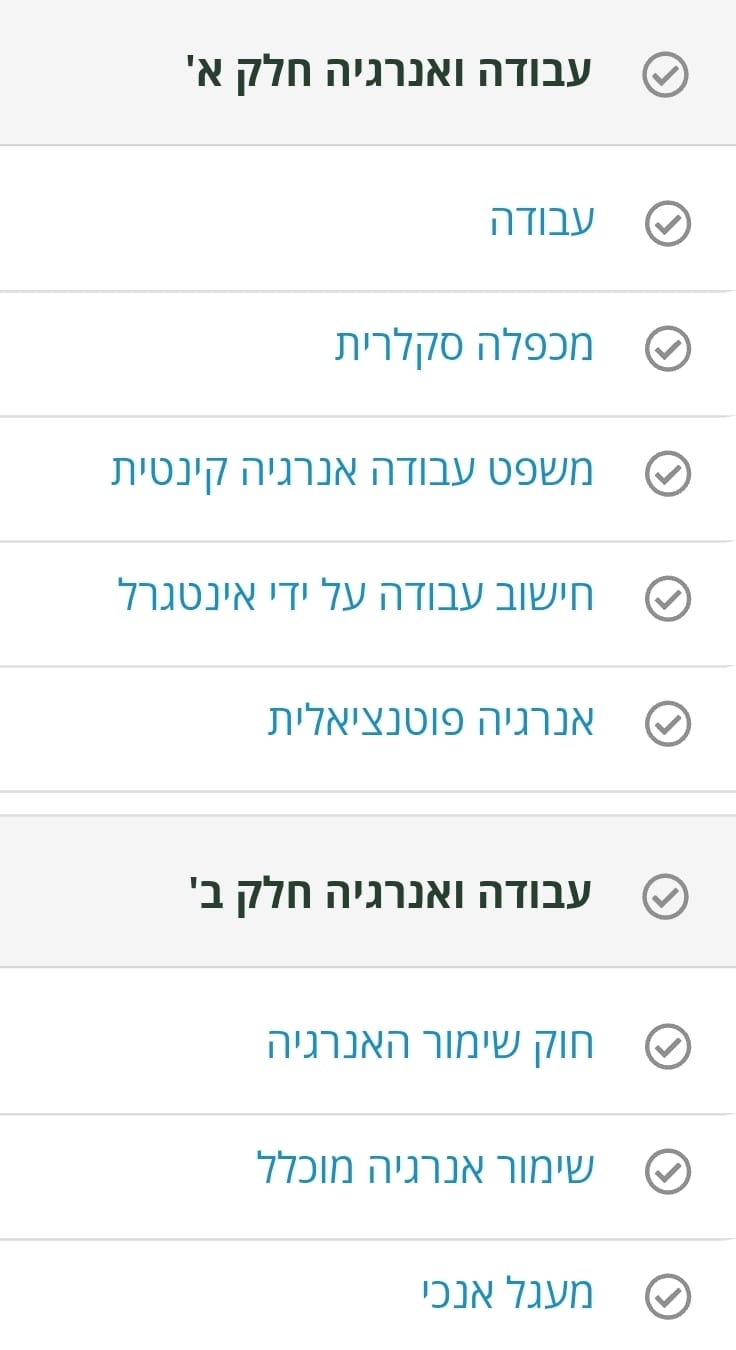 עבודה ואנרגיה חלק א'
עבודה
מכפלה סקלרית
משפט עבודה אנרגיה קינטית
חישוב עבודה על ידי אינטגרל
אנרגיה פוטנציאלית
עבודה ואנרגיה חלק ב'
חוק שימור האנרגיה
שימור אנרגיה מוכלל
מעגל אנכי